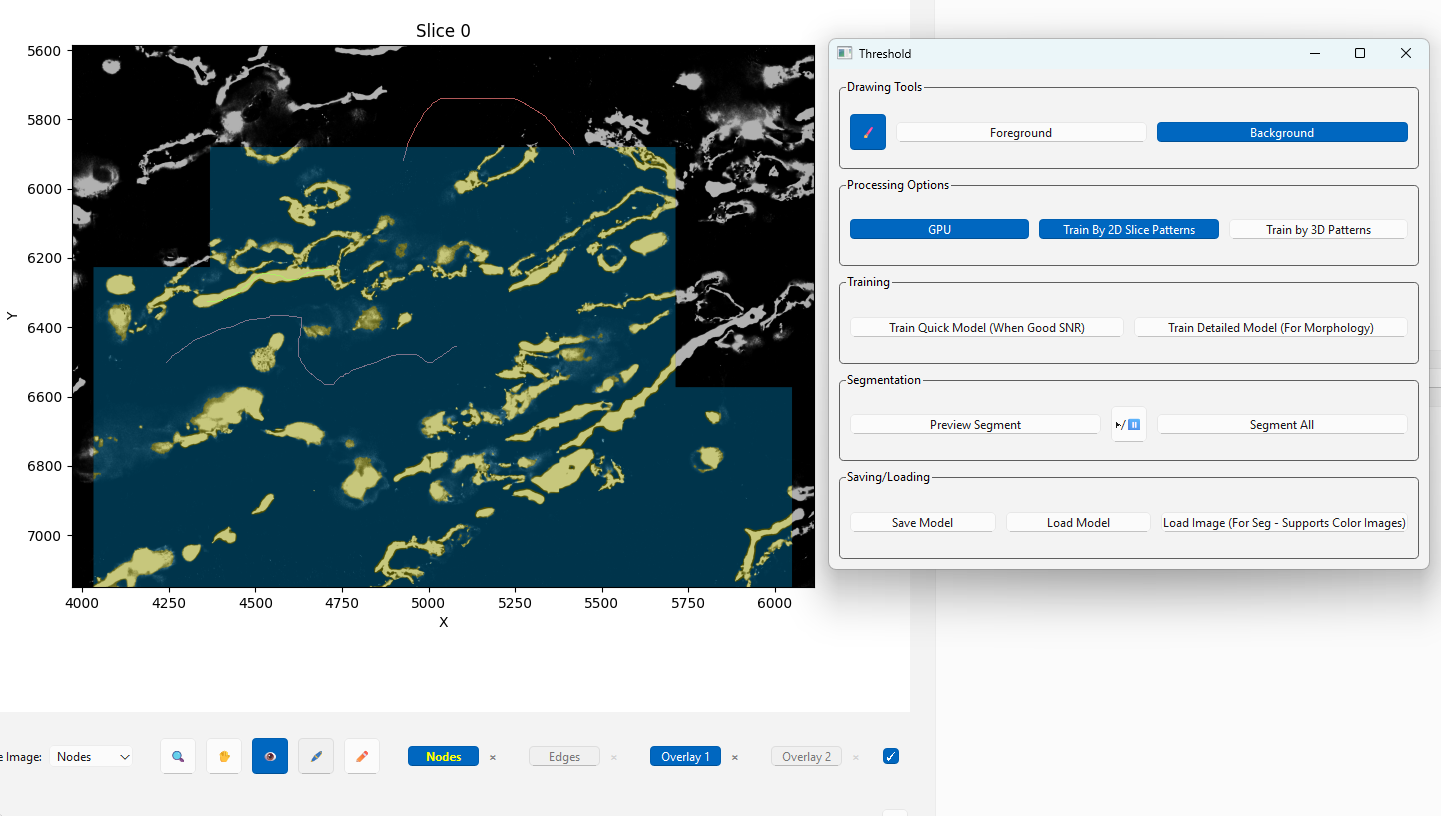 Slice 0
5600
5800
6000
6200
6400
6600
6800
7000
Y
4000 4250 4500 4750 5000 5250 5500 5750 6000
X
Threshold
Drawing Tools
Foreground Background
Processing Options
GPU Train By 2D Slice Patterns Train by 3D Patterns
Training
Train Quick Model (When Good SNR) Train Detailed Model (For Morphology)
Segmentation
Preview Segment / Segment All
Saving/Loading
Save Model Load Model Load Image (For Seg - Supports Color Images)
e Image: Nodes Nodes × Edges × Overlay 1 × Overlay 2 ×